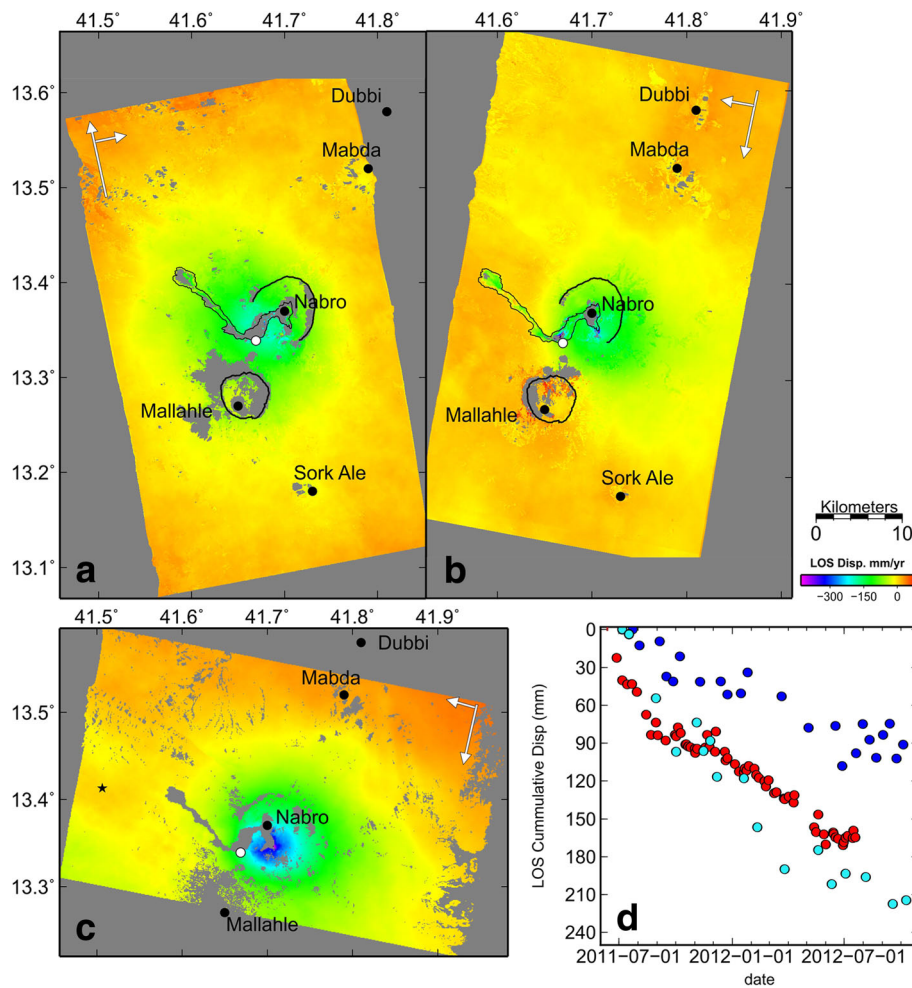 41.5° 41.6° 41.7° 41.8° 41.6° 41.7° 41.8° 41.9°
13.6°
13.5°
13.4°
13.3°
13.2°
13.1°
Dubbi
Mabda
Nabro
Mallahle
Sork Ale
a
Dubbi
Mabda
Nabro
Mallahle
Sork Ale
b
Kilometers
0 10
LOS Disp. mm/yr
−300 −150 0
41.5° 41.6° 41.7° 41.8° 41.9°
13.5°
13.4°
13.3°
Dubbi
Mabda
Nabro
Mallahle
c
LOS Cummulative Disp (mm)
0
30
60
90
120
150
180
210
240
250
d
2011−07−01 2012−01−01 2012−07−01
date